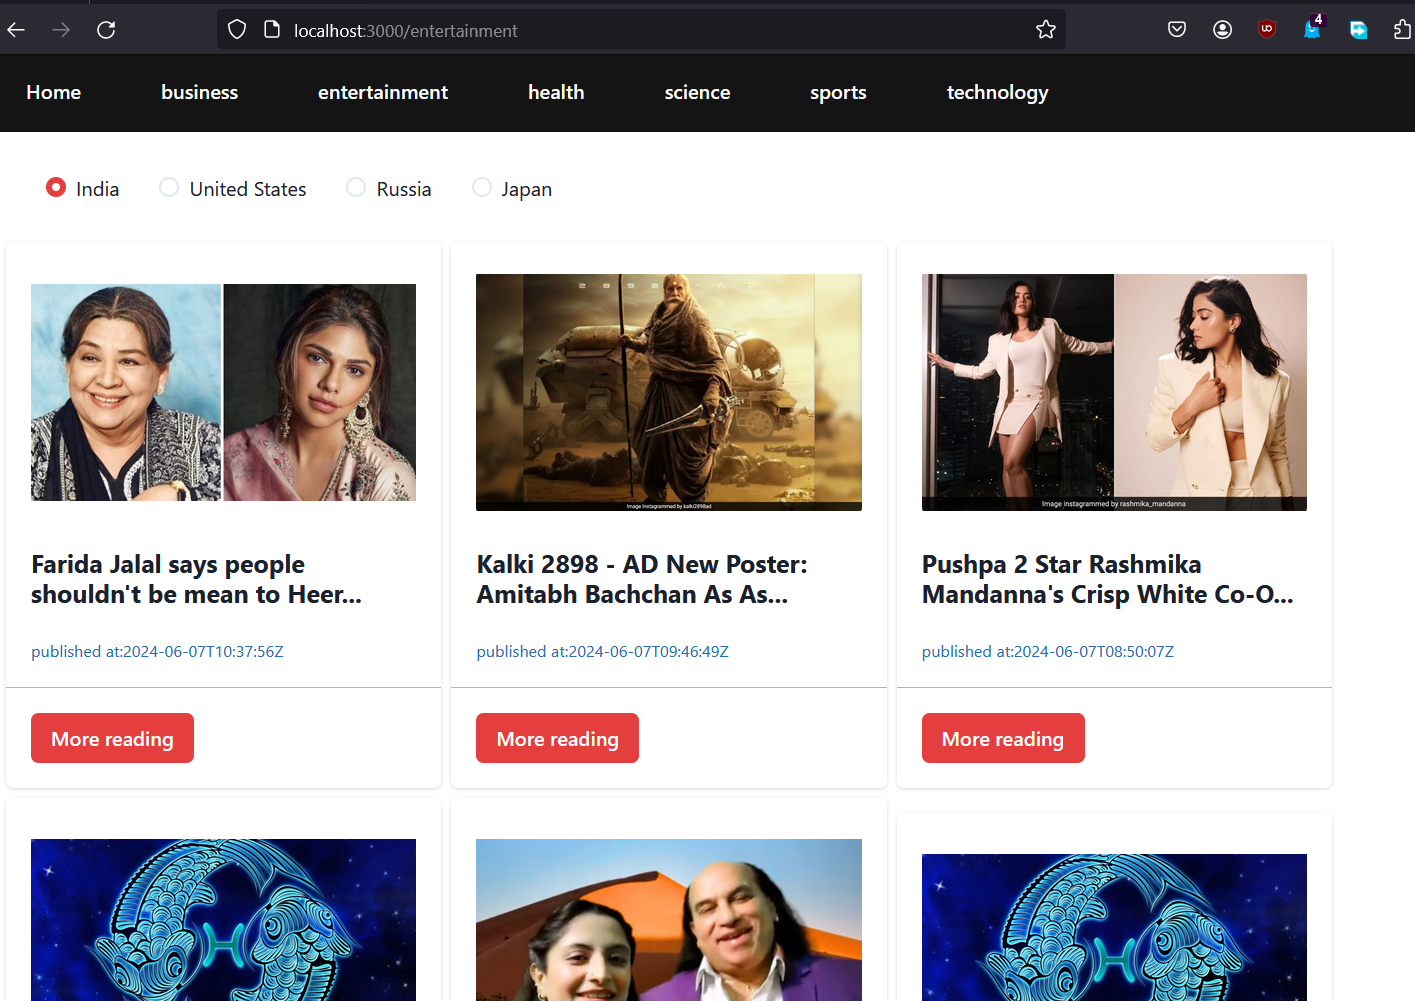 4
localhost:3000/entertainment
Home business entertainment health science sports technology
India United States Russia Japan
Image Instagrammed by kalki2898ad
Image instagrammed by rashmika_mandanna
Farida Jalal says people
shouldn't be mean to Heer...
Kalki 2898 - AD New Poster:
Amitabh Bachchan As As...
Pushpa 2 Star Rashmika
Mandanna's Crisp White Co-O...
published at:2024-06-07T10:37:56Z
published at:2024-06-07T09:46:49Z
published at:2024-06-07T08:50:07Z
More reading
More reading
More reading